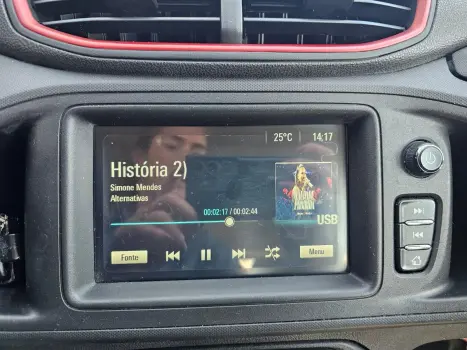 25°C 14:17
História 2)
Simone Mendes
Alternativas
00:02:17 / 00:02:44
USB
Fonte
Menu